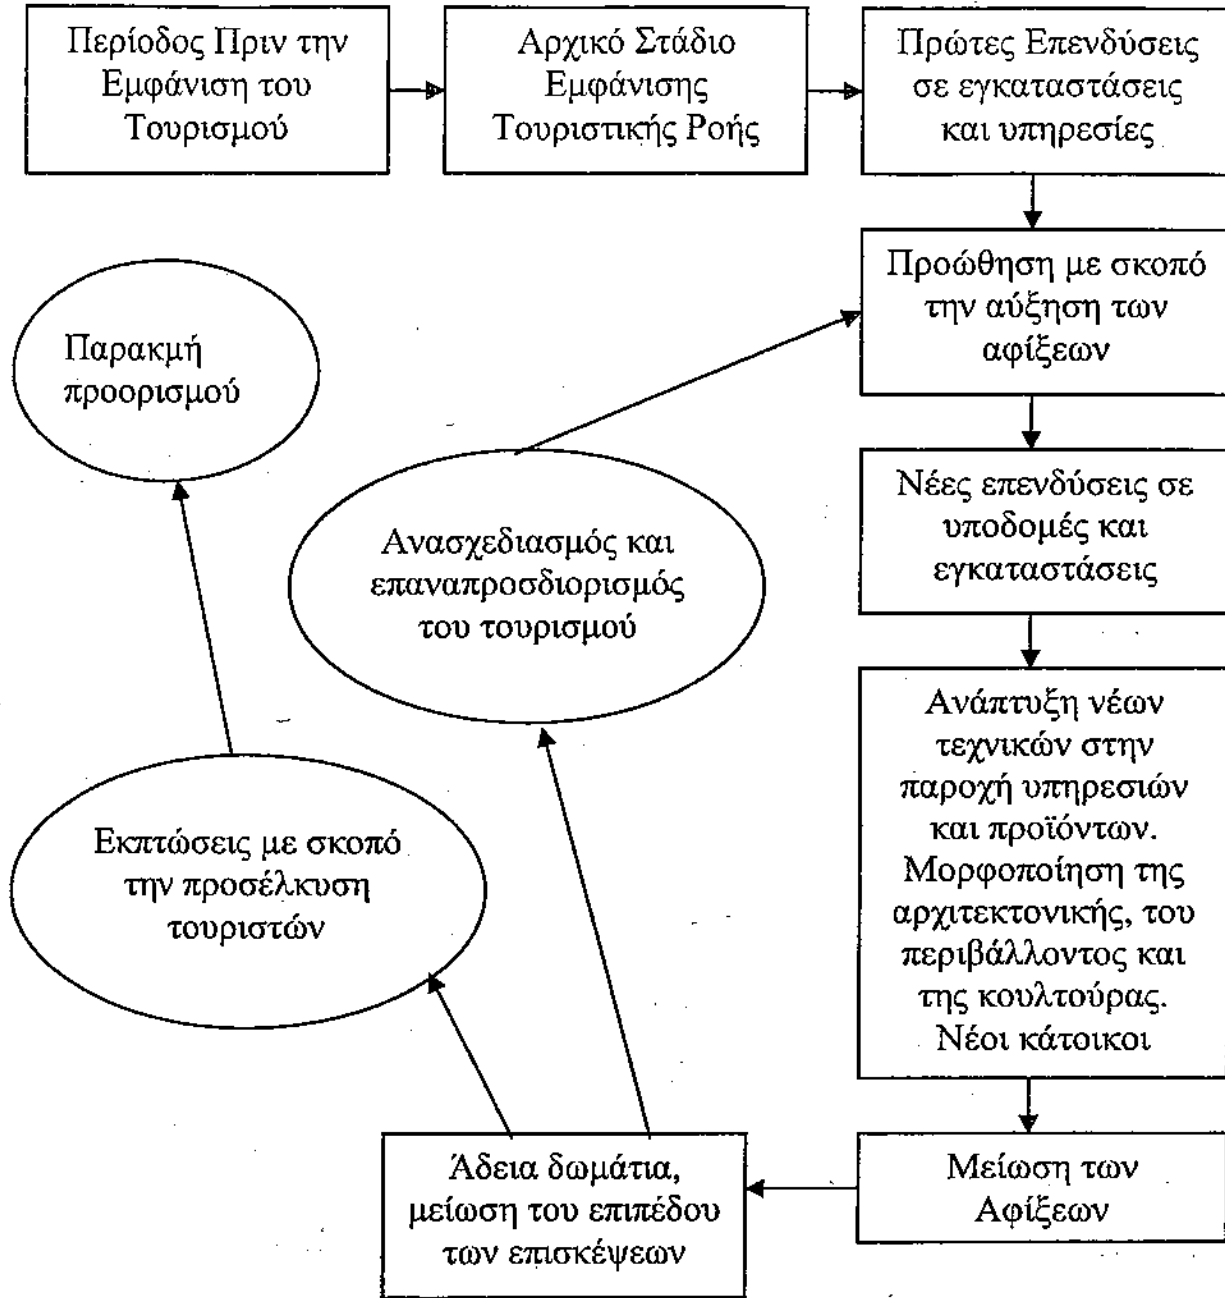 Περίοδος Πριν την
Εμφάνιση του
Τουρισμού
Αρχικό Στάδιο
Εμφάνισης
Τουριστικής Ροής
Πρώτες Επενδύσεις
σε εγκαταστάσεις
και υπηρεσίες
Προώθηση με σκοπό
την αύξηση των
αφίξεων
Νέες επενδύσεις σε
υποδομές και
εγκαταστάσεις
Ανάπτυξη νέων
τεχνικών στην
παροχή υπηρεσιών
και προϊόντων.
Μορφοποίηση της
αρχιτεκτονικής, του
περιβάλλοντος και
της κουλτούρας.
Νέοι κάτοικοι
Μείωση των
Αφίξεων
Άδεια δωμάτια,
μείωση του επιπέδου
των επισκέψεων
Ανασχεδιασμός και
επαναπροσδιορισμός
του τουρισμού
Εκπτώσεις με σκοπό
την προσέλκυση
τουριστών
Παρακμή
προορισμού